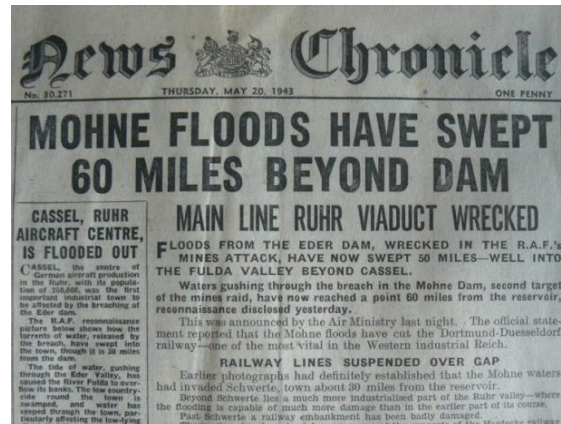 News Chronicle
No. 30,271
THURSDAY, MAY 20, 1943
ONE PENNY
MOHNE FLOODS HAVE SWEPT
60 MILES BEYOND DAM
CASSEL, RUHR
AIRCRAFT CENTRE,
IS FLOODED OUT
CASSEL, the centre of
German aircraft production
in the Ruhr, with its popula-
tion of 250,000, was the first
important industrial town to
be affected by the breaching of
the Eder dam.
The R.A.F. reconnaissance
picture below shows how the
torrents of water, released by
the breach, have swept into
the town, though it is 30 miles
from the dam.
The tide of water, gushing
through the Eder Valley, has
caused the River Fulda to over-
flow its banks. The low country-
side round the town is
swamped, and water has
seeped through the town, par-
ticularly affecting the low-lying
MAIN LINE RUHR VIADUCT WRECKED
FLOODS FROM THE EDER DAM, WRECKED IN THE R.A.F.'s
MINES ATTACK, HAVE NOW SWEPT 50 MILES—WELL INTO
THE FULDA VALLEY BEYOND CASSEL.
Waters gushing through the breach in the Mohne Dam, second target
of the mines raid, have now reached a point 60 miles from the reservoir,
reconnaissance disclosed yesterday.
This was announced by the Air Ministry last night. The official state-
ment reported that the Mohne floods have cut the Dortmund-Duesseldorf
railway—one of the most vital in the Western industrial Reich.
RAILWAY LINES SUSPENDED OVER GAP
Earlier photographs had definitely established that the Mohne waters
had invaded Schwerte, town about 30 miles from the reservoir.
Beyond Schwerte lies a much more industrialised part of the Ruhr valley—where
the flooding is capable of much more damage than in the earlier part of its course.
Past Schwerte a railway embankment has been badly damaged.